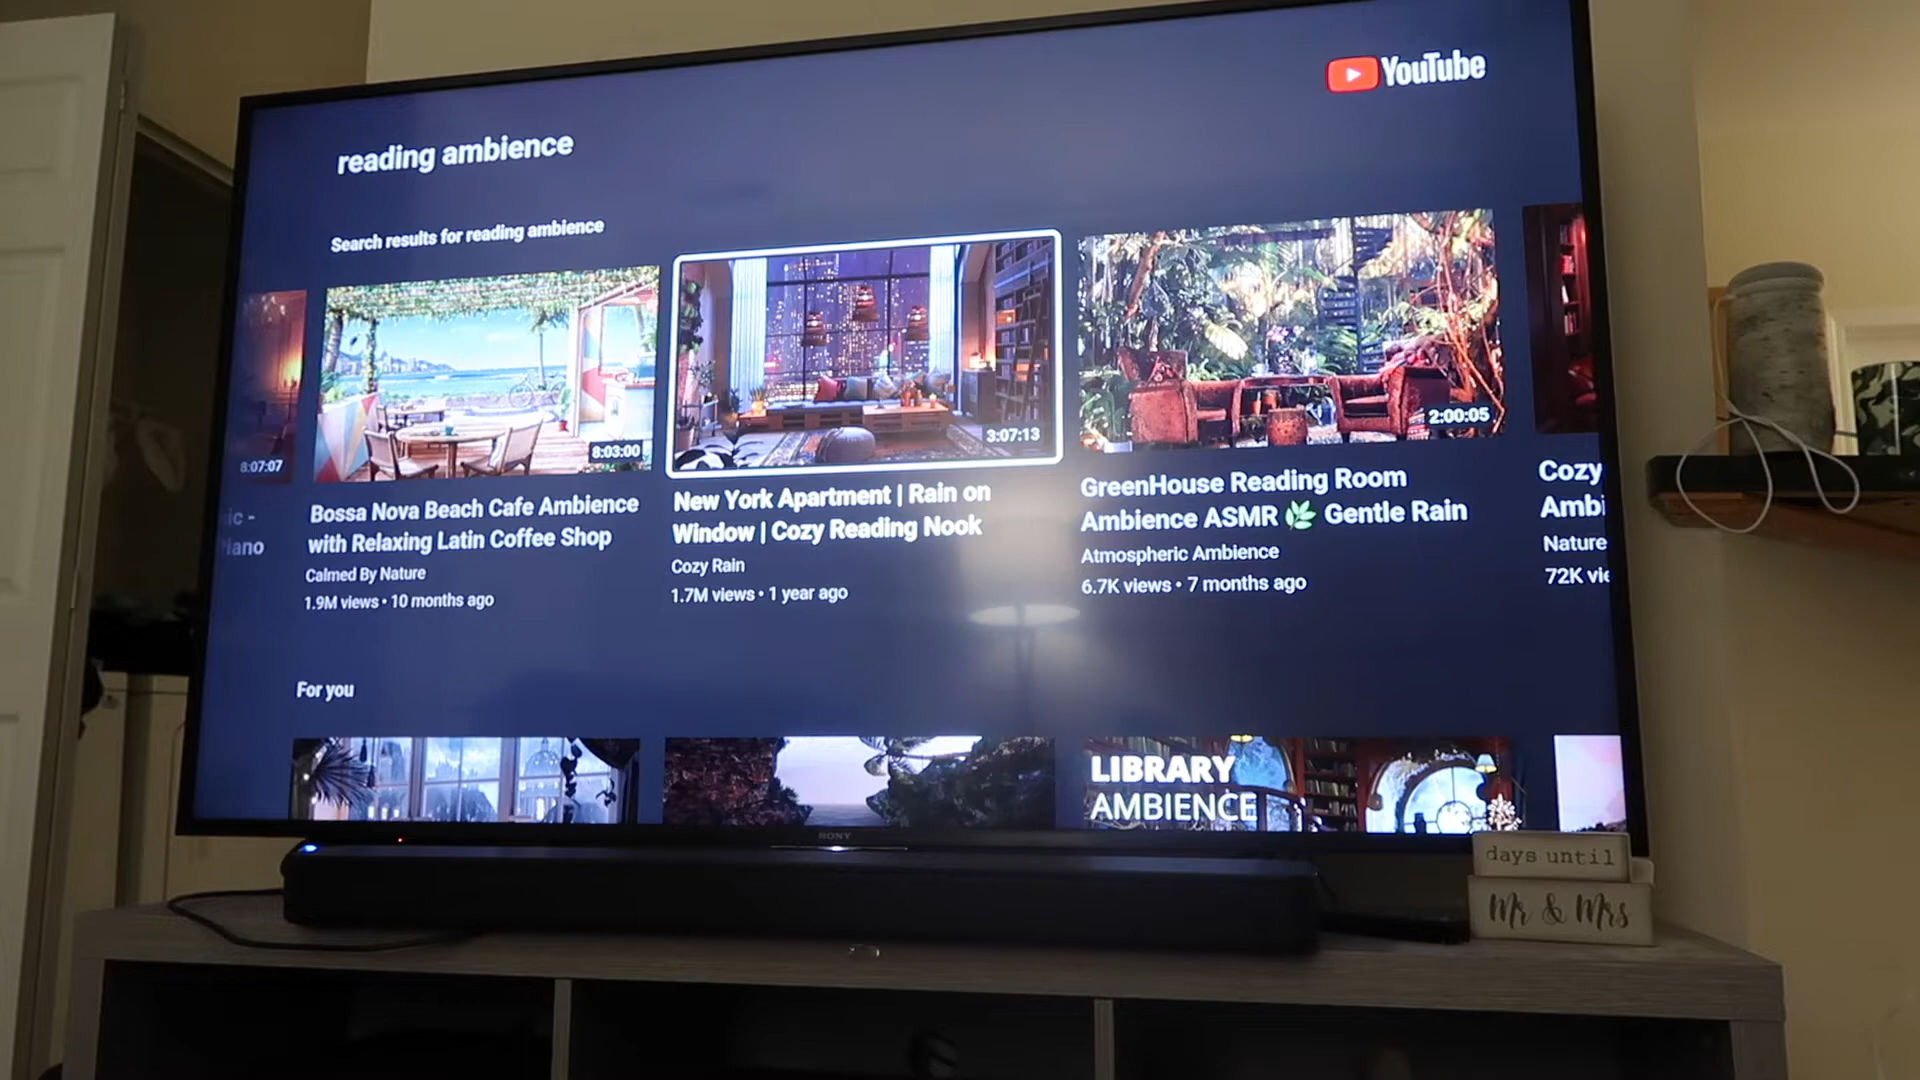 YouTube
reading ambience
Search results for reading ambience
8:07:07
8:03:00
3:07:13
2:00:05
Bossa Nova Beach Cafe Ambience
with Relaxing Latin Coffee Shop
Calmed By Nature
1.9M views • 10 months ago
New York Apartment | Rain on
Window | Cozy Reading Nook
Cozy Rain
1.7M views • 1 year ago
GreenHouse Reading Room
Ambience ASMR 🌿 Gentle Rain
Atmospheric Ambience
6.7K views • 7 months ago
Cozy
Ambi
Nature
72K vie
For you
LIBRARY
AMBIENCE
SONY
days until
Mr & Mrs